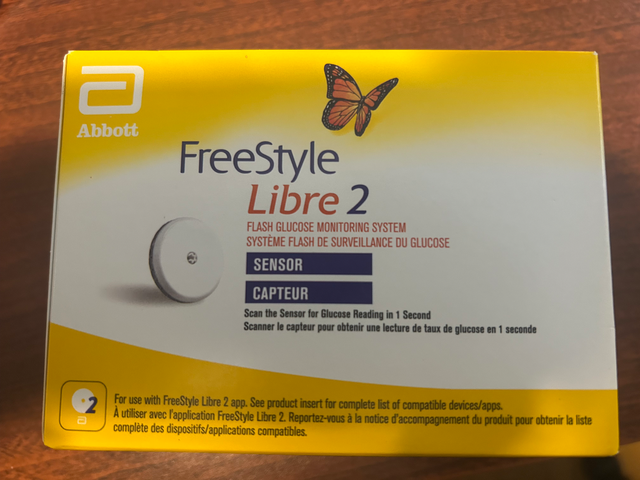 Abbott
FreeStyle
Libre 2
FLASH GLUCOSE MONITORING SYSTEM
SYSTÈME FLASH DE SURVEILLANCE DU GLUCOSE
SENSOR
CAPTEUR
Scan the Sensor for Glucose Reading in 1 Second
Scanner le capteur pour obtenir une lecture de taux de glucose en 1 seconde
2
For use with FreeStyle Libre 2 app. See product insert for complete list of compatible devices/apps.
À utiliser avec l'application FreeStyle Libre 2. Reportez-vous à la notice d'accompagnement du produit pour obtenir la liste
complète des dispositifs/applications compatibles.